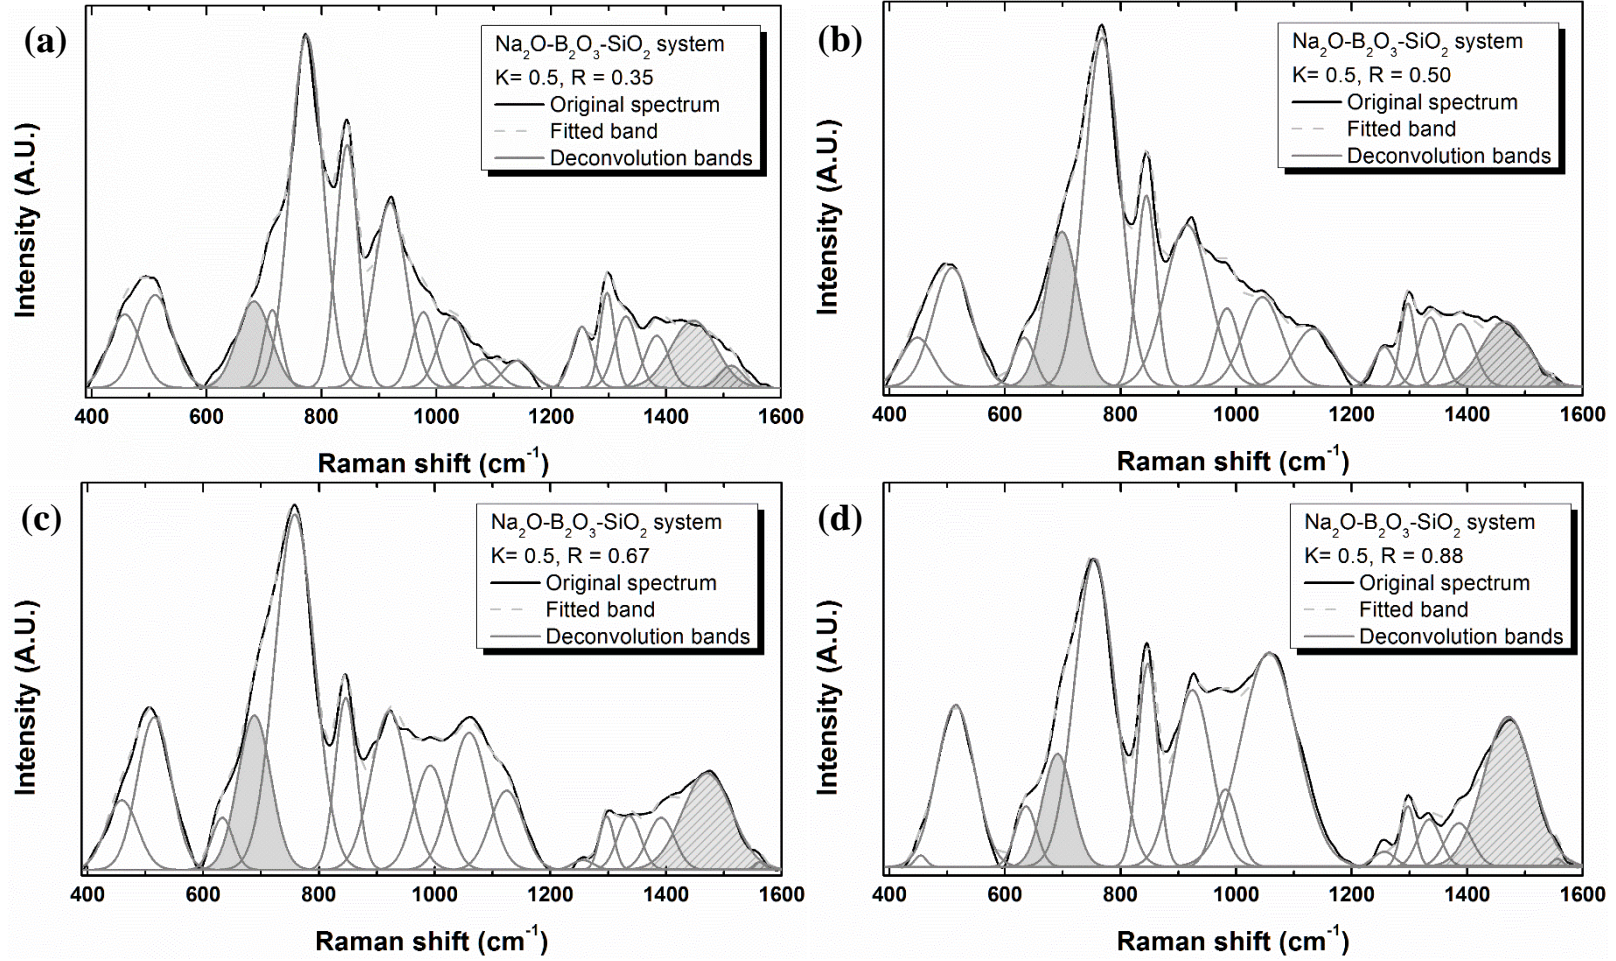 (a)
Na2O-B2O3-SiO2 system
K= 0.5, R = 0.35
Original spectrum
Fitted band
Deconvolution bands
Intensity (A.U.)
400 600 800 1000 1200 1400 1600
Raman shift (cm-1)
(b)
Na2O-B2O3-SiO2 system
K= 0.5, R = 0.50
Original spectrum
Fitted band
Deconvolution bands
Intensity (A.U.)
400 600 800 1000 1200 1400 1600
Raman shift (cm-1)
(c)
Na2O-B2O3-SiO2 system
K= 0.5, R = 0.67
Original spectrum
Fitted band
Deconvolution bands
Intensity (A.U.)
400 600 800 1000 1200 1400 1600
Raman shift (cm-1)
(d)
Na2O-B2O3-SiO2 system
K= 0.5, R = 0.88
Original spectrum
Fitted band
Deconvolution bands
Intensity (A.U.)
400 600 800 1000 1200 1400 1600
Raman shift (cm-1)